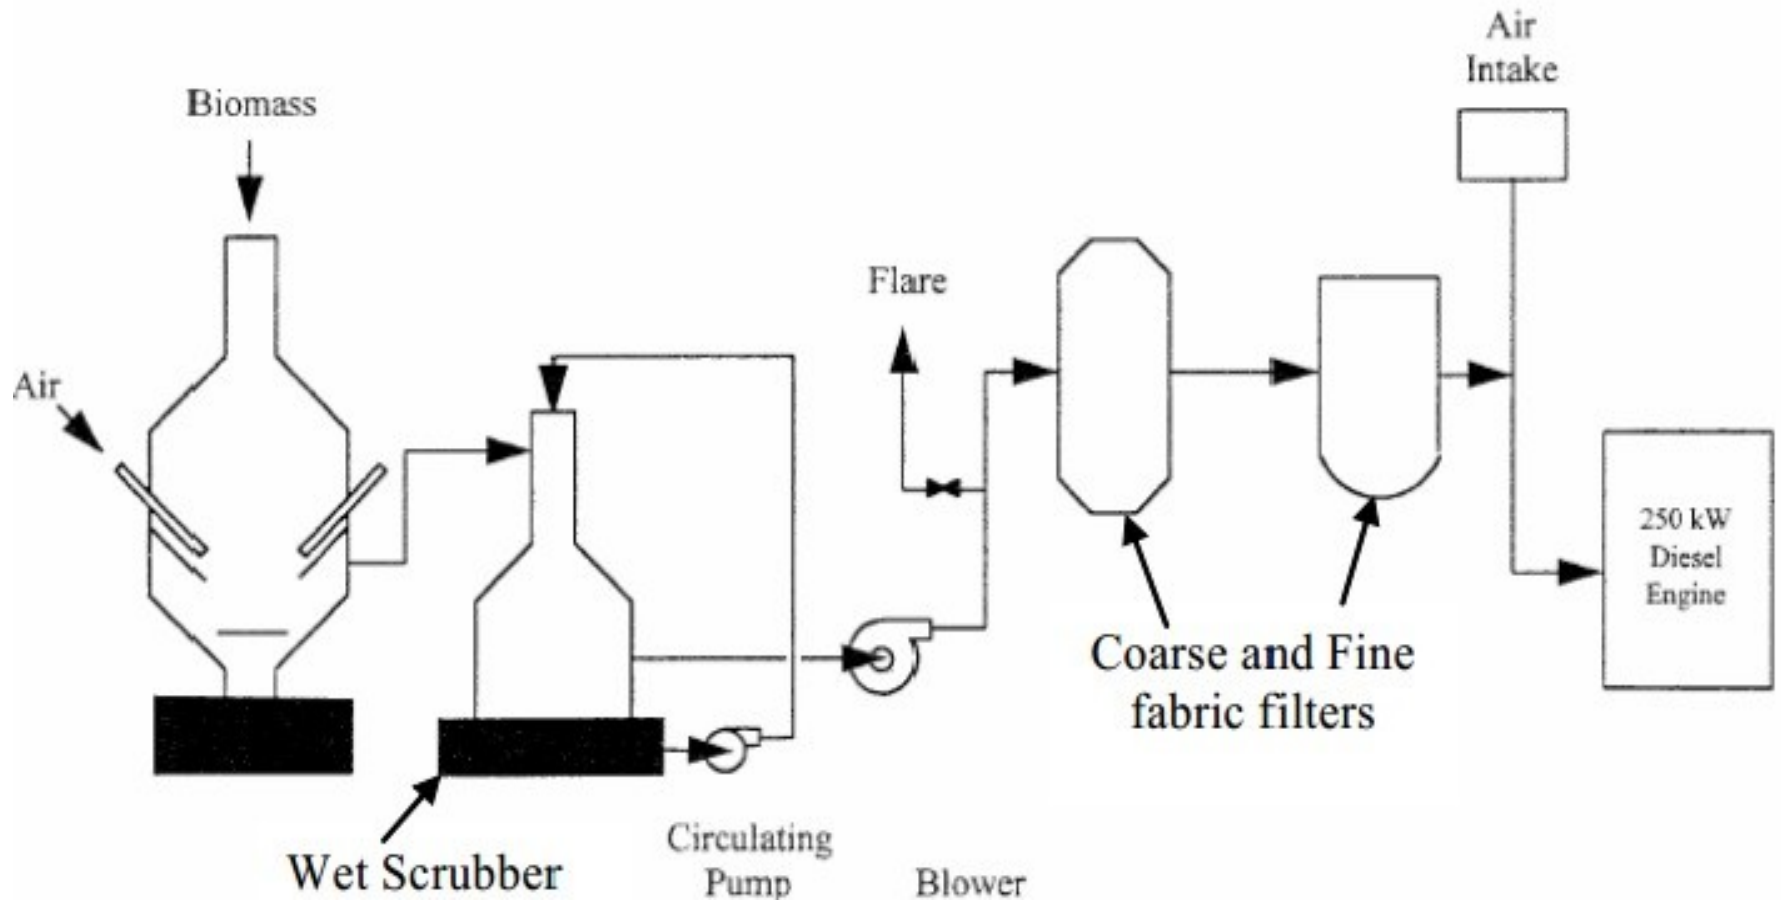 Air
Intake
Biomass
Flare
Air
250 kW
Diesel
Engine
Coarse and Fine
fabric filters
Circulating
Pump
Wet Scrubber
Blower